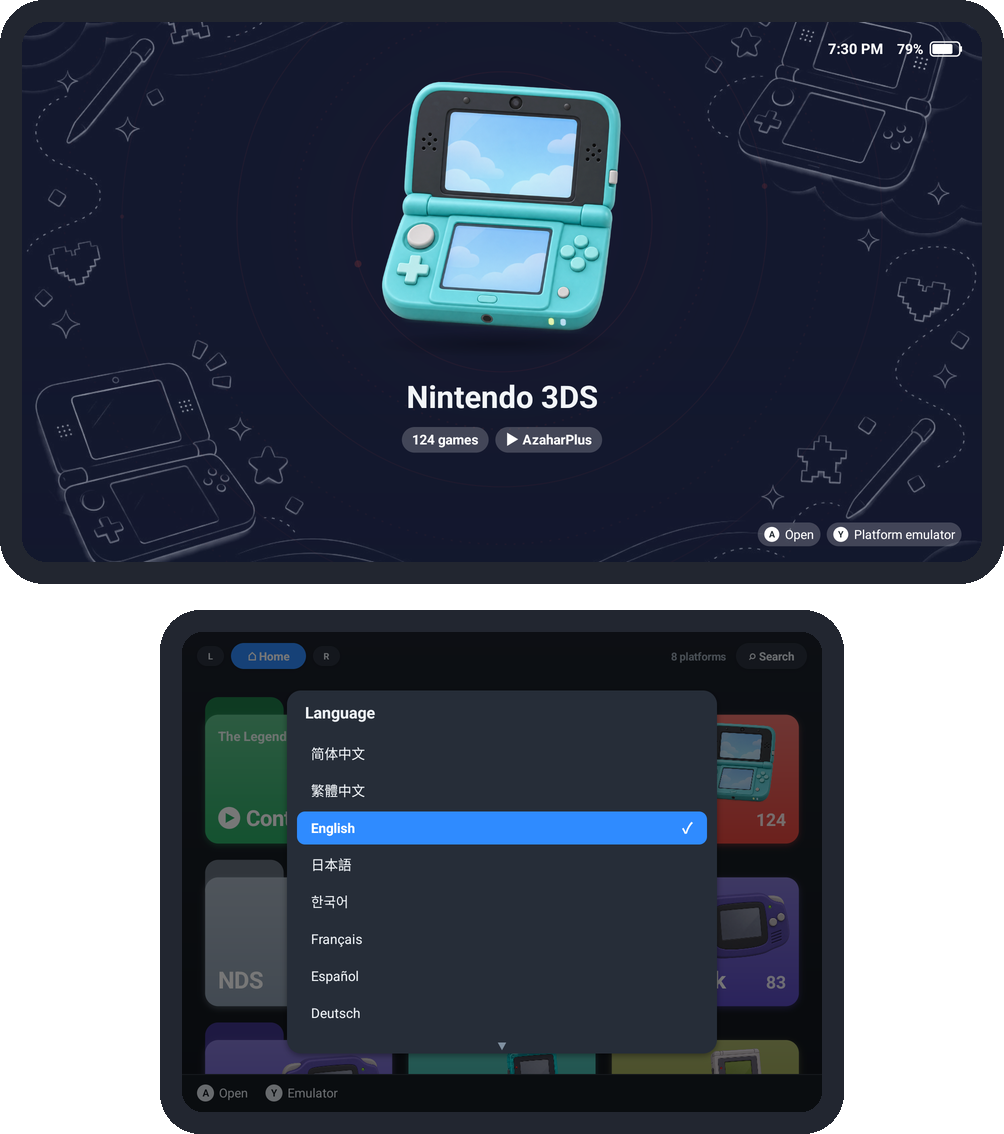 7:30 PM 79%
Nintendo 3DS
124 games ▶ AzaharPlus
A Open Y Platform emulator
L Home R 8 platforms Search
Language
The Legend
简体中文
繁體中文
Cont
124
English ✓
日本語
한국어
Français
Español
NDS
k 83
Deutsch
▼
A Open Y Emulator